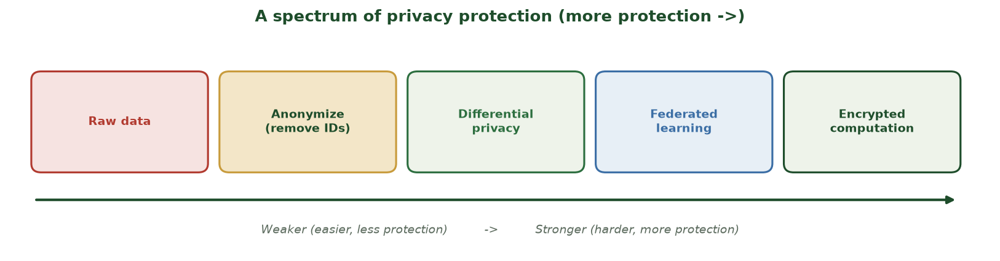 A spectrum of privacy protection (more protection ->)
Raw data
Anonymize
(remove IDs)
Differential
privacy
Federated
learning
Encrypted
computation
Weaker (easier, less protection) -> Stronger (harder, more protection)